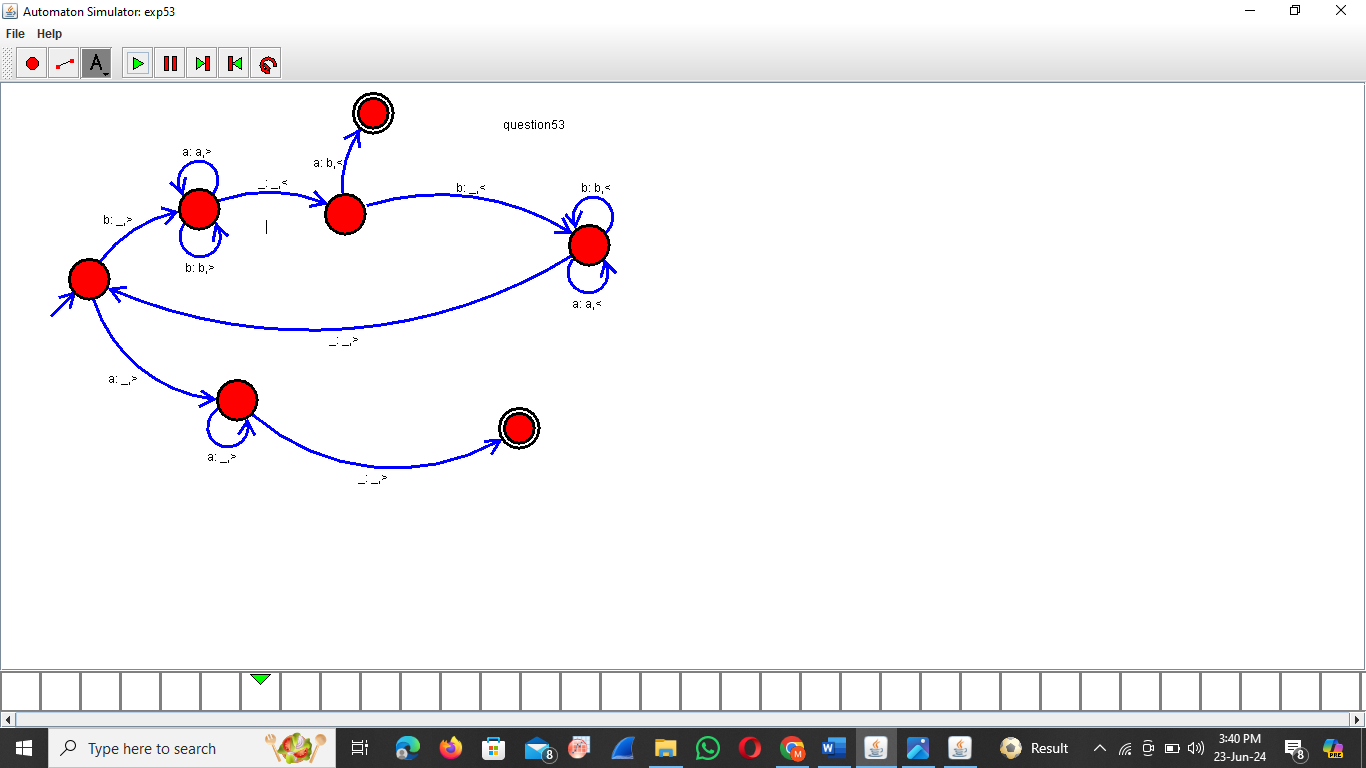 Automaton Simulator: exp53
File Help
A
question53
a: a,>
a: b,<
_: _,<
b: _,<
b: b,<
b: _,>
b: b,>
a: a,<
_: _,>
a: _,>
a: _,>
_: _,>
Type here to search
8
W
Result
3:40 PM
23-Jun-24
8
PRE